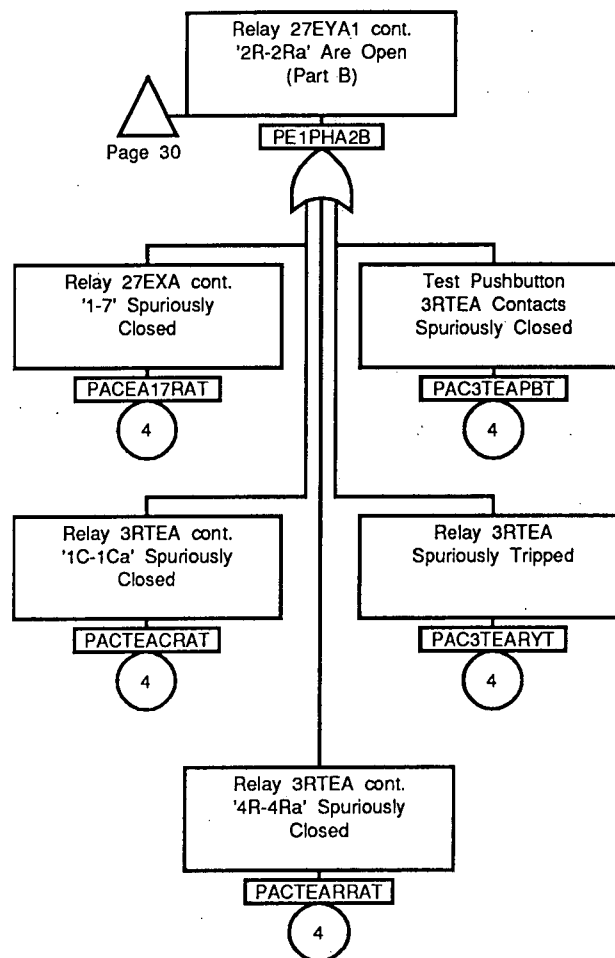 Relay 27EYA1 cont.
'2R-2Ra' Are Open
(Part B)
Page 30
PE1PHA2B
Relay 27EXA cont.
'1-7' Spuriously
Closed
PACEA17RAT
4
Test Pushbutton
3RTEA Contacts
Spuriously Closed
PAC3TEAPBT
4
Relay 3RTEA cont.
'1C-1Ca' Spuriously
Closed
PACTEACRAT
4
Relay 3RTEA
Spuriously Tripped
PAC3TEARYT
4
Relay 3RTEA cont.
'4R-4Ra' Spuriously
Closed
PACTEARRAT
4